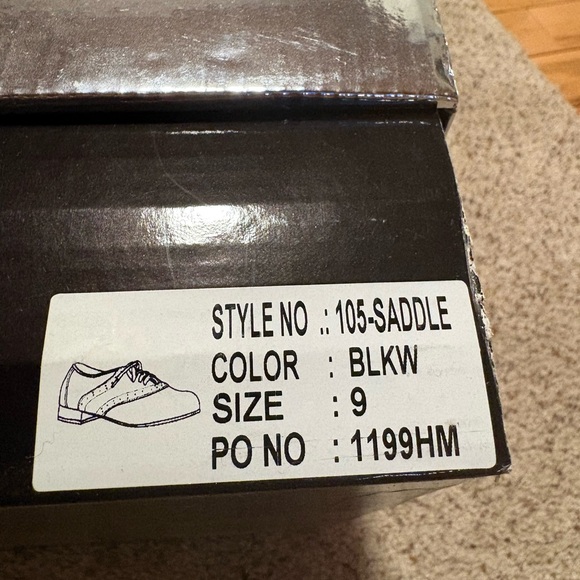 STYLE NO .: 105-SADDLE
COLOR : BLKW
SIZE : 9
PO NO : 1199HM